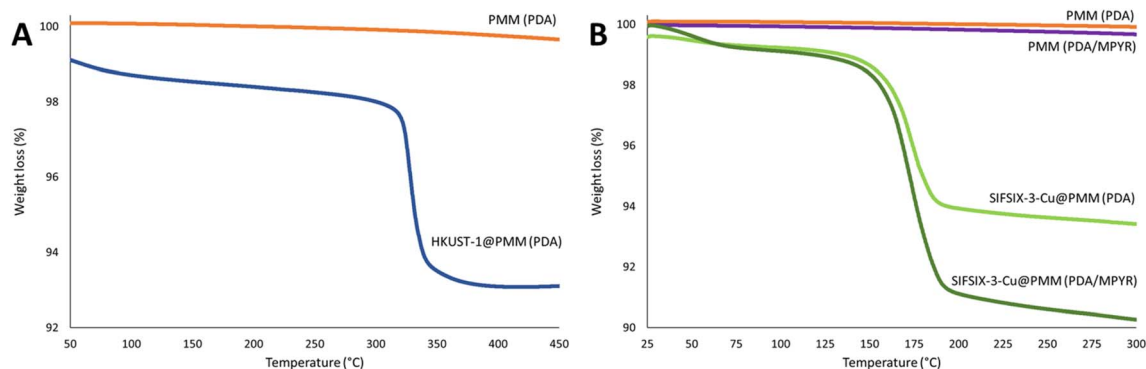 A
100
98
96
94
92
Weight loss (%)
50
100
150
200
250
300
350
400
450
Temperature (°C)
PMM (PDA)
HKUST-1@PMM (PDA)
B
100
98
96
94
92
90
Weight loss (%)
25
50
75
100
125
150
175
200
225
250
275
300
Temperature (°C)
PMM (PDA)
PMM (PDA/MPYR)
SIFSIX-3-Cu@PMM (PDA)
SIFSIX-3-Cu@PMM (PDA/MPYR)